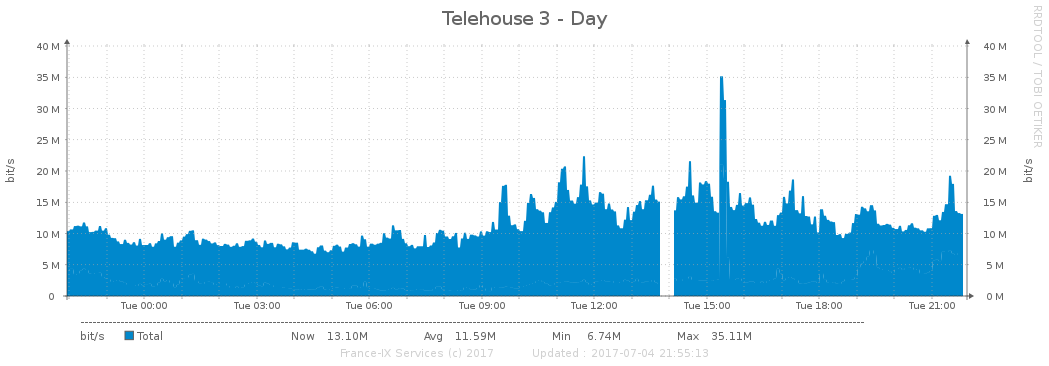 Telehouse 3 - Day
RRDTOOL / TOBI OETIKER
40 M 40 M
35 M 35 M
30 M 30 M
25 M 25 M
20 M 20 M
15 M 15 M
10 M 10 M
5 M 5 M
0 0 M
bit/s
bit/s
Tue 00:00 Tue 03:00 Tue 06:00 Tue 09:00 Tue 12:00 Tue 15:00 Tue 18:00 Tue 21:00
bit/s Total Now 13.10M Avg 11.59M Min 6.74M Max 35.11M
France-IX Services (c) 2017 Updated : 2017-07-04 21:55:13